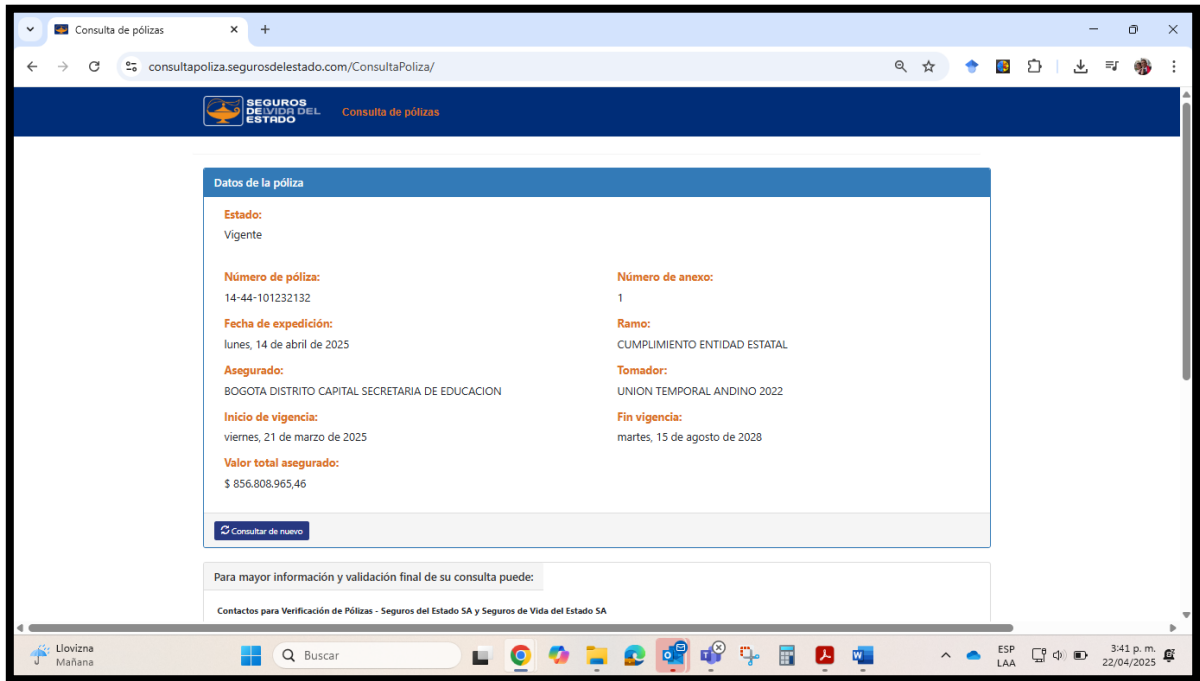 Consulta de pólizas
consultapoliza.segurosdelestado.com/ConsultaPoliza/
SEGUROS
DE VIDA DEL
ESTADO
Consulta de pólizas
Datos de la póliza
Estado:
Vigente
Número de póliza:
Número de anexo:
14-44-101232132
1
Fecha de expedición:
Ramo:
lunes, 14 de abril de 2025
CUMPLIMIENTO ENTIDAD ESTATAL
Asegurado:
Tomador:
BOGOTA DISTRITO CAPITAL SECRETARIA DE EDUCACION
UNION TEMPORAL ANDINO 2022
Inicio de vigencia:
Fin vigencia:
viernes, 21 de marzo de 2025
martes, 15 de agosto de 2028
Valor total asegurado:
$ 856.808.965,46
Consultar de nuevo
Para mayor información y validación final de su consulta puede:
Contactos para Verificación de Pólizas - Seguros del Estado SA y Seguros de Vida del Estado SA
Llovizna
Mañana
Buscar
ESP
LAA
3:41 p. m.
22/04/2025